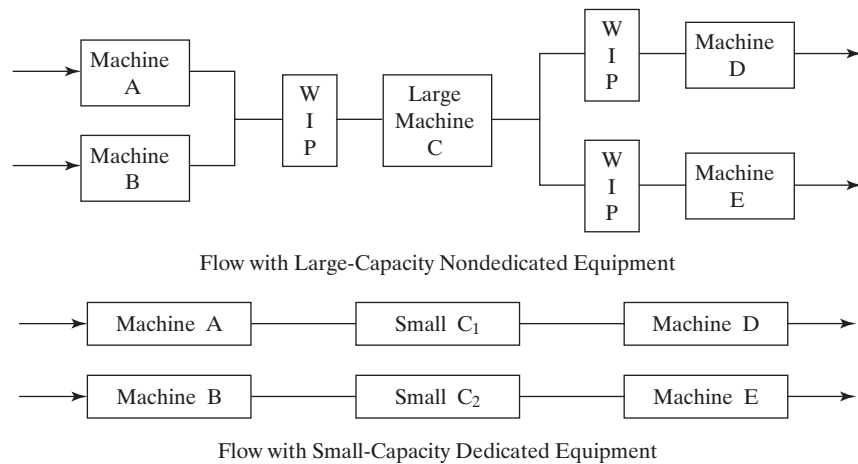 Machine
A
Machine
B
W
I
P
Large
Machine
C
W
I
P
Machine
D
W
I
P
Machine
E
Flow with Large-Capacity Nondedicated Equipment
Machine A
Small C₁
Machine D
Machine B
Small C₂
Machine E
Flow with Small-Capacity Dedicated Equipment